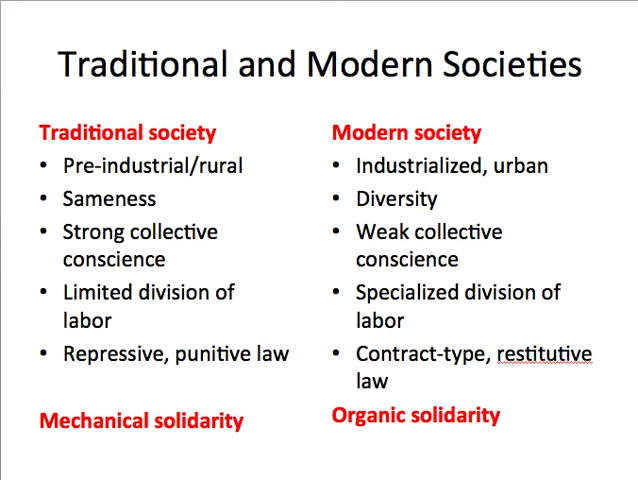 Traditional and Modern Societies
Traditional society
• Pre-industrial/rural
• Sameness
• Strong collective
conscience
• Limited division of
labor
• Repressive, punitive law
Mechanical solidarity
Modern society
• Industrialized, urban
• Diversity
• Weak collective
conscience
• Specialized division of
labor
• Contract-type, restitutive
law
Organic solidarity